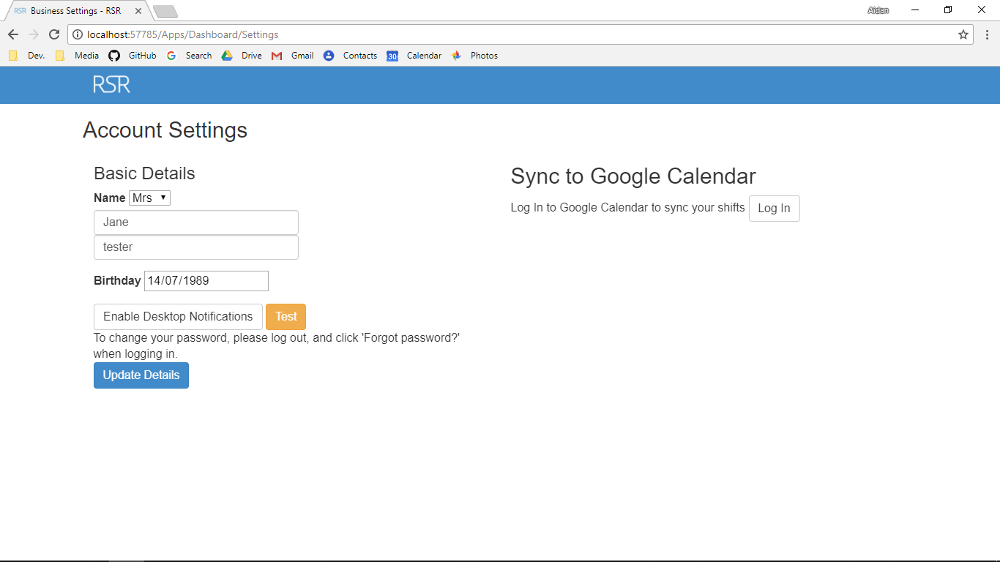 RSR Business Settings - RSR
Aidan
localhost:57785/Apps/Dashboard/Settings
Dev. Media GitHub Search Drive Gmail 30 Contacts Calendar Photos
RSR
Account Settings
Basic Details
Name Mrs
Jane
tester
Birthday 14/07/1989
Enable Desktop Notifications Test
To change your password, please log out, and click 'Forgot password?'
when logging in.
Update Details
Sync to Google Calendar
Log In to Google Calendar to sync your shifts Log In